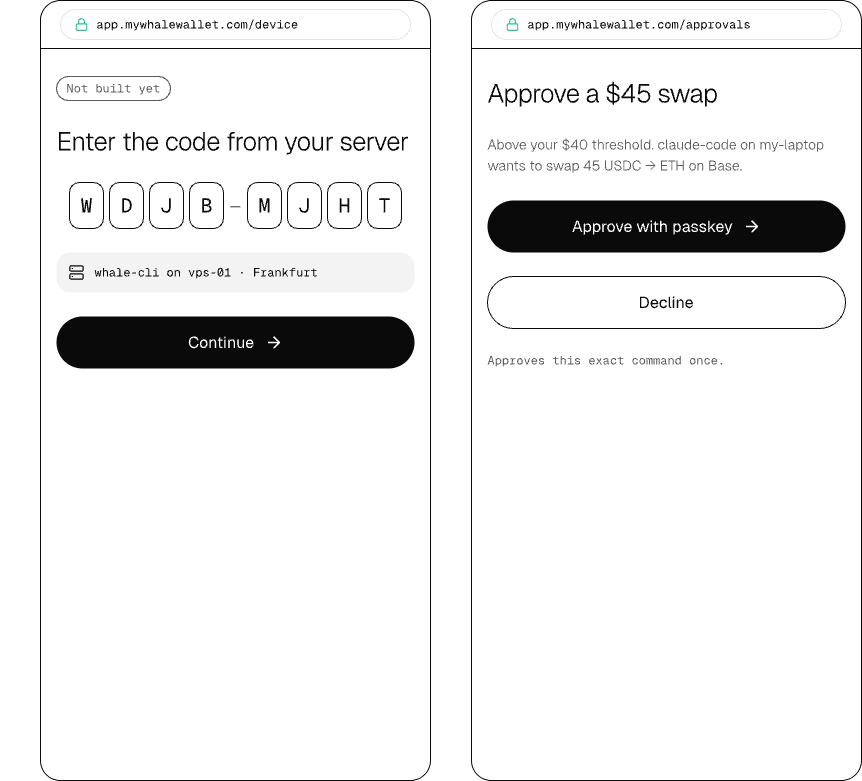 app.mywhalewallet.com/device
Not built yet
Enter the code from your server
W D J B – M J H T
whale-cli on vps-01 · Frankfurt
Continue →
app.mywhalewallet.com/approvals
Approve a $45 swap
Above your $40 threshold. claude-code on my-laptop
wants to swap 45 USDC → ETH on Base.
Approve with passkey →
Decline
Approves this exact command once.